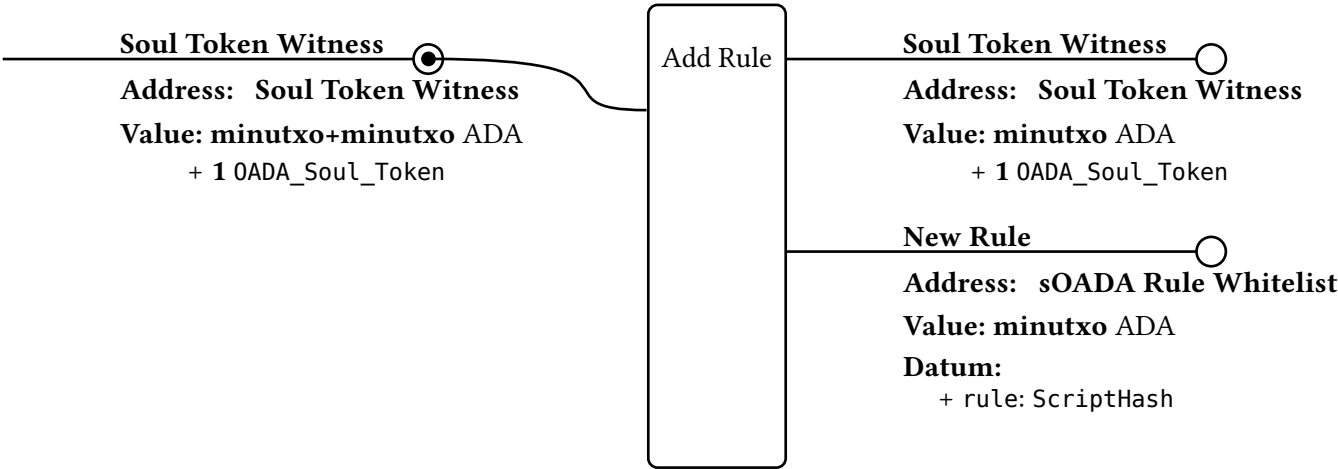 Soul Token Witness
Address: Soul Token Witness
Value: minutxo+minutxo ADA
+ 1 OADA_Soul_Token
Add Rule
Soul Token Witness
Address: Soul Token Witness
Value: minutxo ADA
+ 1 OADA_Soul_Token
New Rule
Address: sOADA Rule Whitelist
Value: minutxo ADA
Datum:
+ rule: ScriptHash